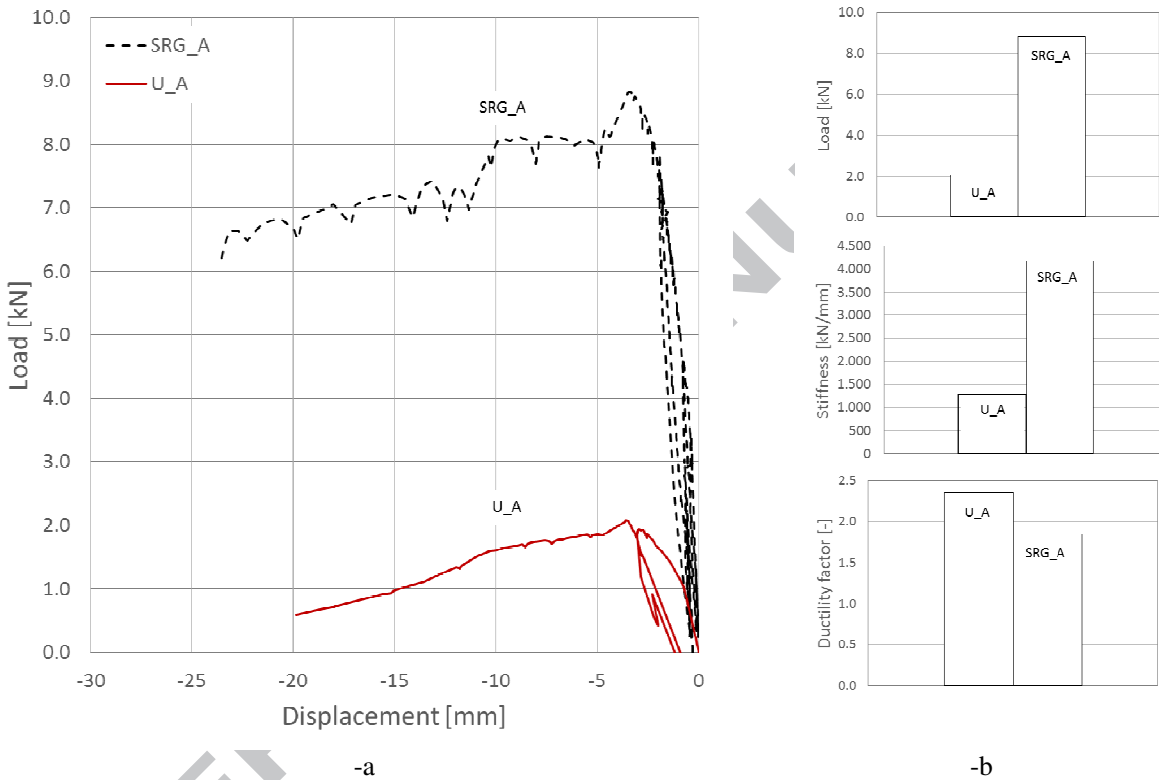 10.0
9.0
8.0
7.0
6.0
5.0
4.0
3.0
2.0
1.0
0.0
Load [kN]
SRG_A
U_A
SRG_A
U_A
-30
-25
-20
-15
-10
-5
0
Displacement [mm]
-a
10.0
8.0
6.0
4.0
2.0
0.0
Load [kN]
SRG_A
U_A
4.500
4.000
3.500
3.000
2.500
2.000
1.500
1.000
500
0
Stiffness [kN/mm]
SRG_A
U_A
2.5
2.0
1.5
1.0
0.5
0.0
Ductility factor [-]
U_A
SRG_A
-b